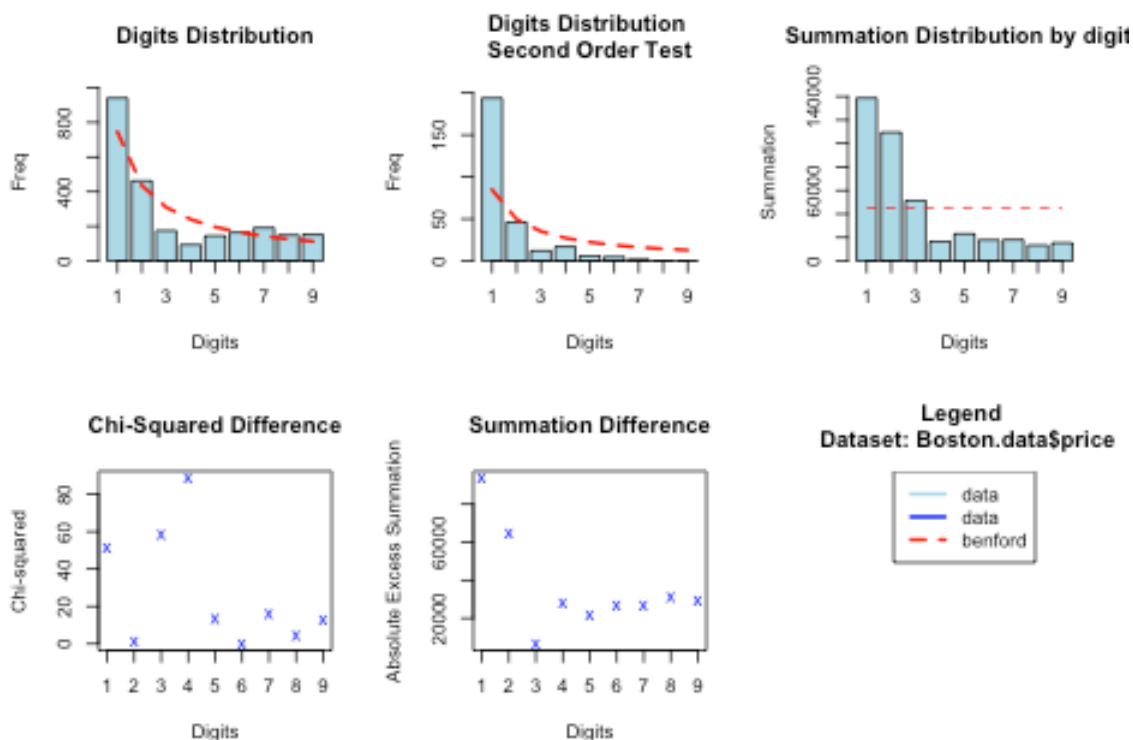 Digits Distribution
Freq
0
400
800
1
3
5
7
9
Digits
Digits Distribution
Second Order Test
Freq
0
50
150
1
3
5
7
9
Digits
Summation Distribution by digit
Summation
0
60000
140000
1
3
5
7
9
Digits
Chi-Squared Difference
Chi-squared
0
20
40
60
80
1 2 3 4 5 6 7 8 9
Digits
Summation Difference
Absolute Excess Summation
20000
60000
1 2 3 4 5 6 7 8 9
Digits
Legend
Dataset: Boston.data$price
data
data
benford